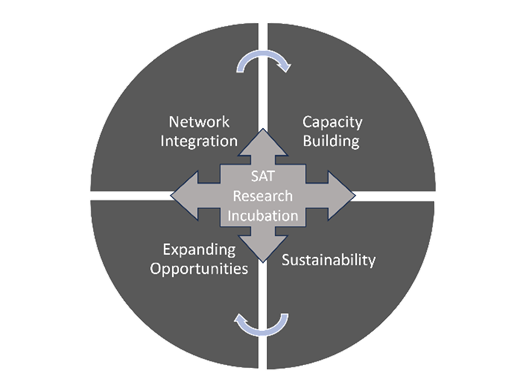 Network
Integration
Capacity
Building
SAT
Research
Incubation
Expanding
Opportunities
Sustainability